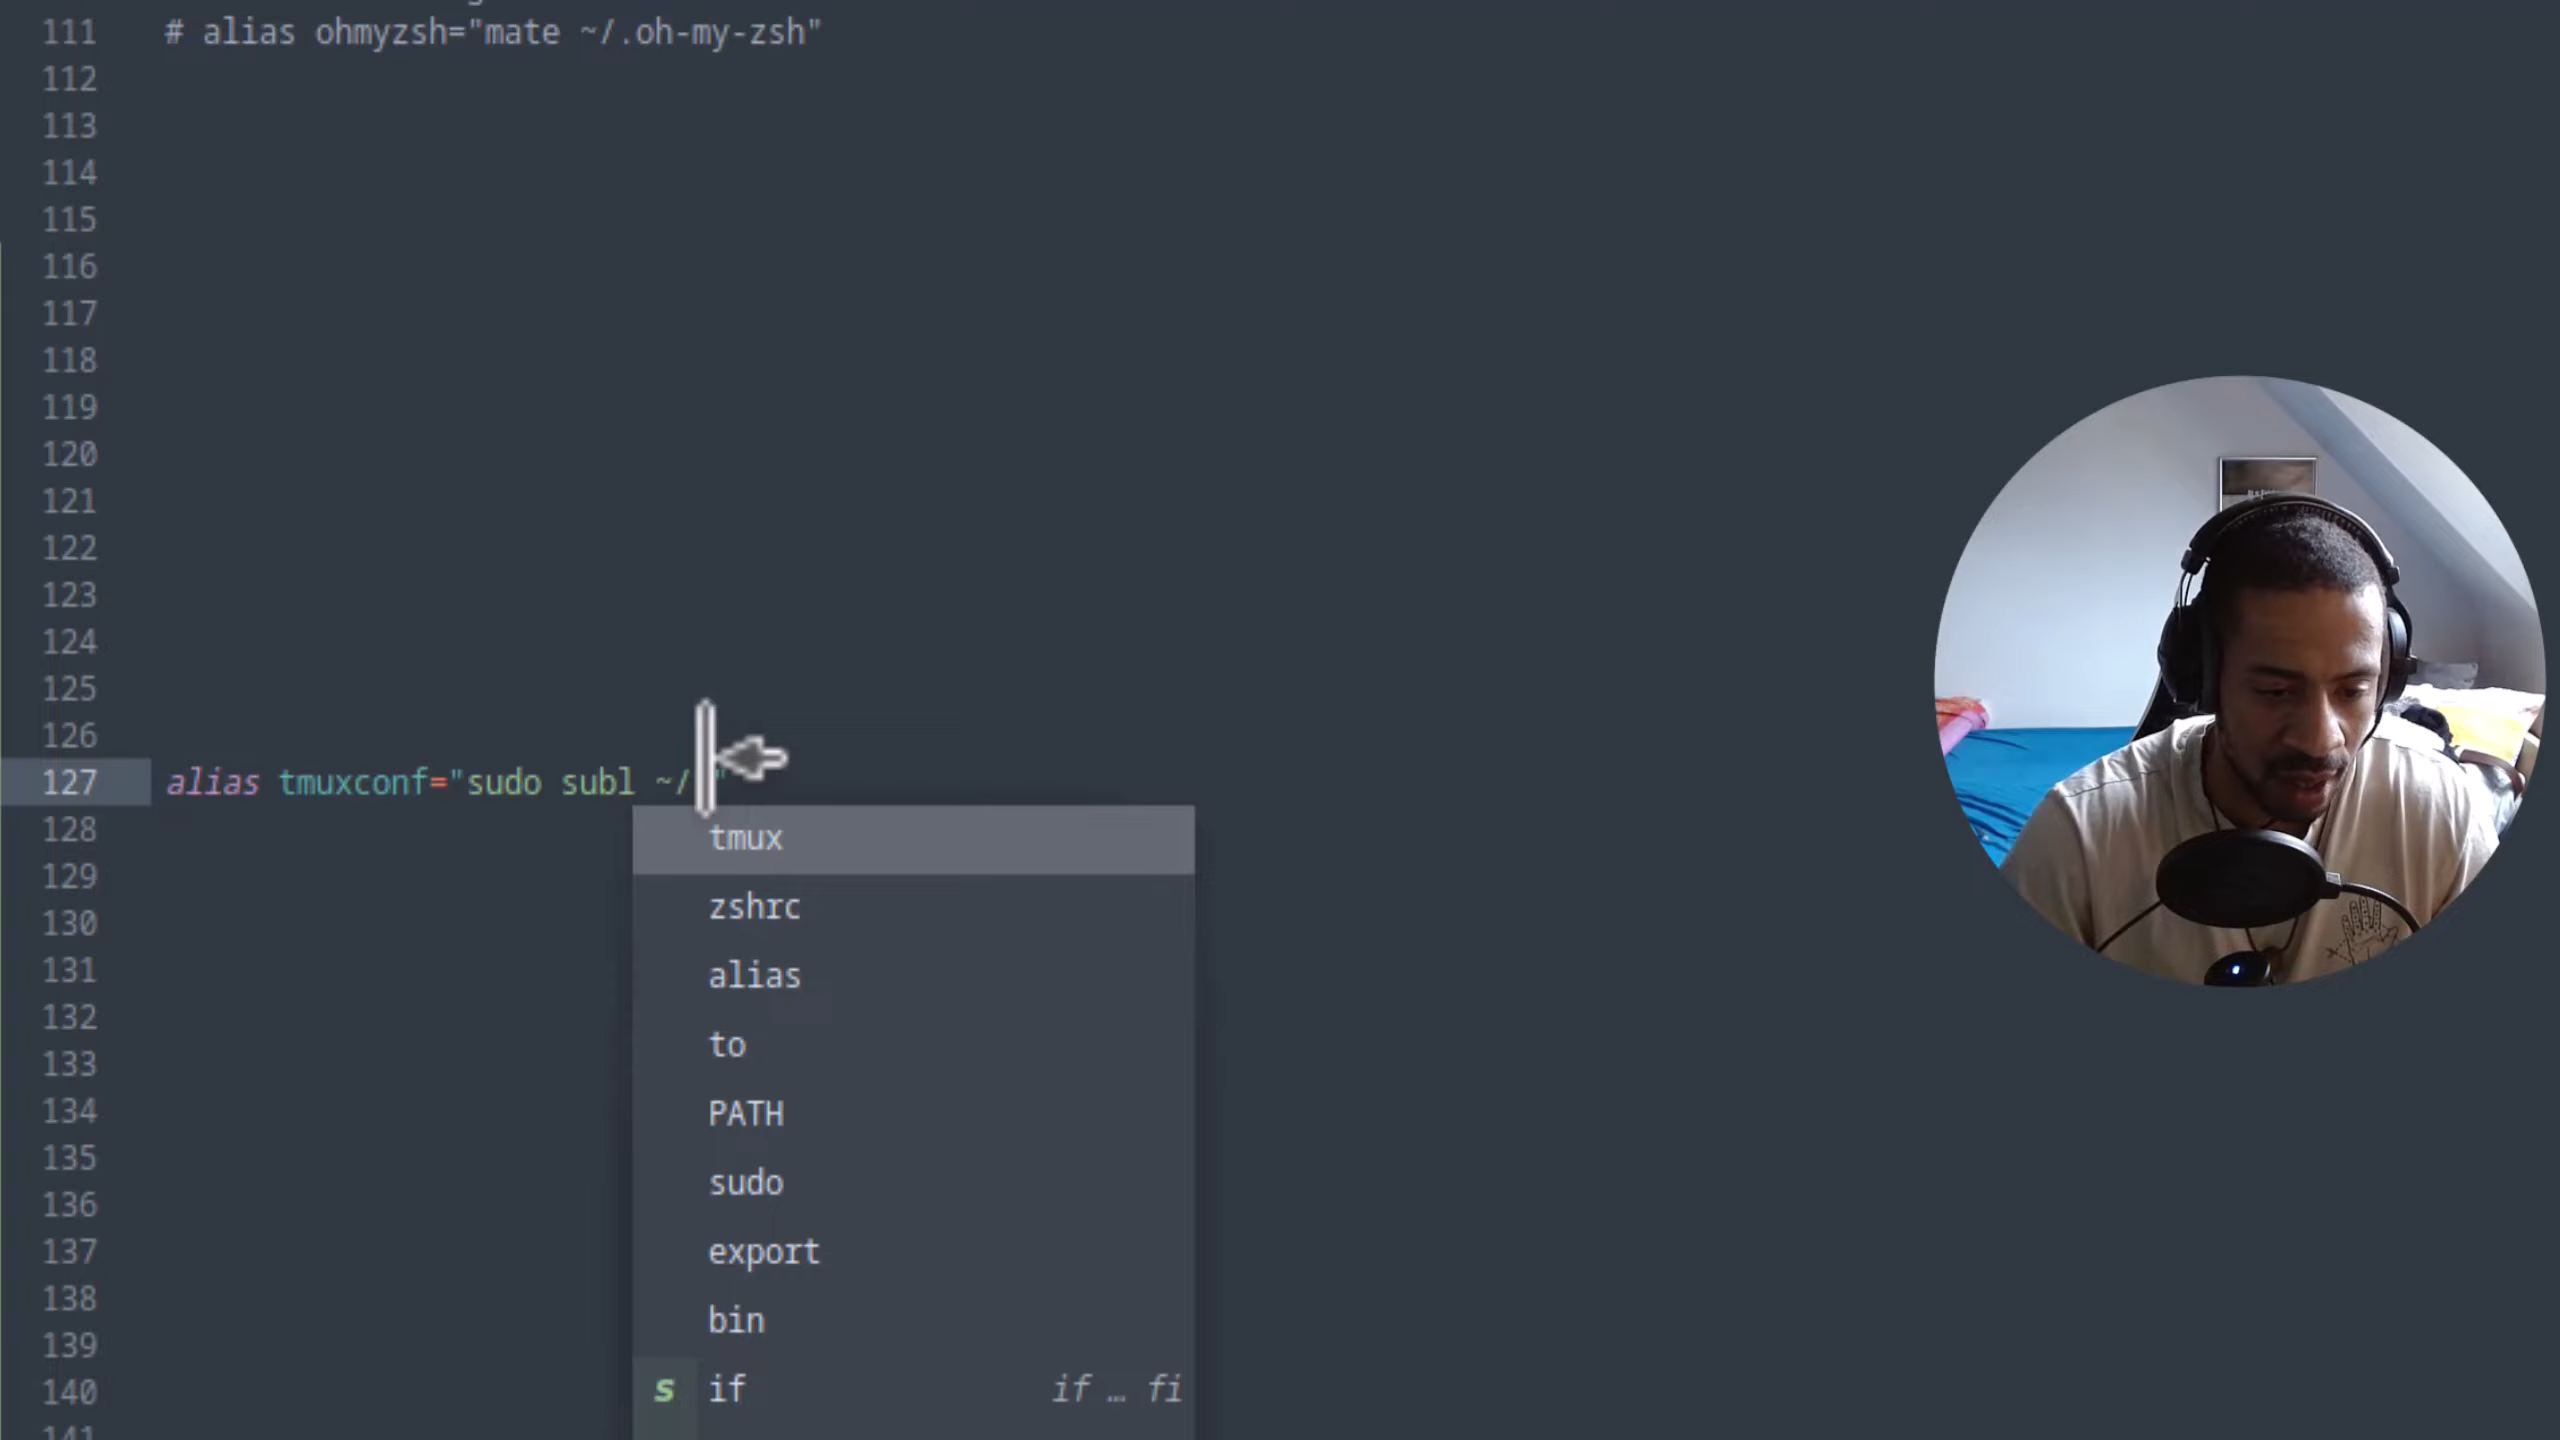 111 # alias ohmyzsh="mate ~/.oh-my-zsh"
112
113
114
115
116
117
118
119
120
121
122
123
124
125
126
127 alias tmuxconf="sudo subl ~/"
128
129
130
131
132
133
134
135
136
137
138
139
140
141
tmux
zshrc
alias
to
PATH
sudo
export
bin
s if if … fi